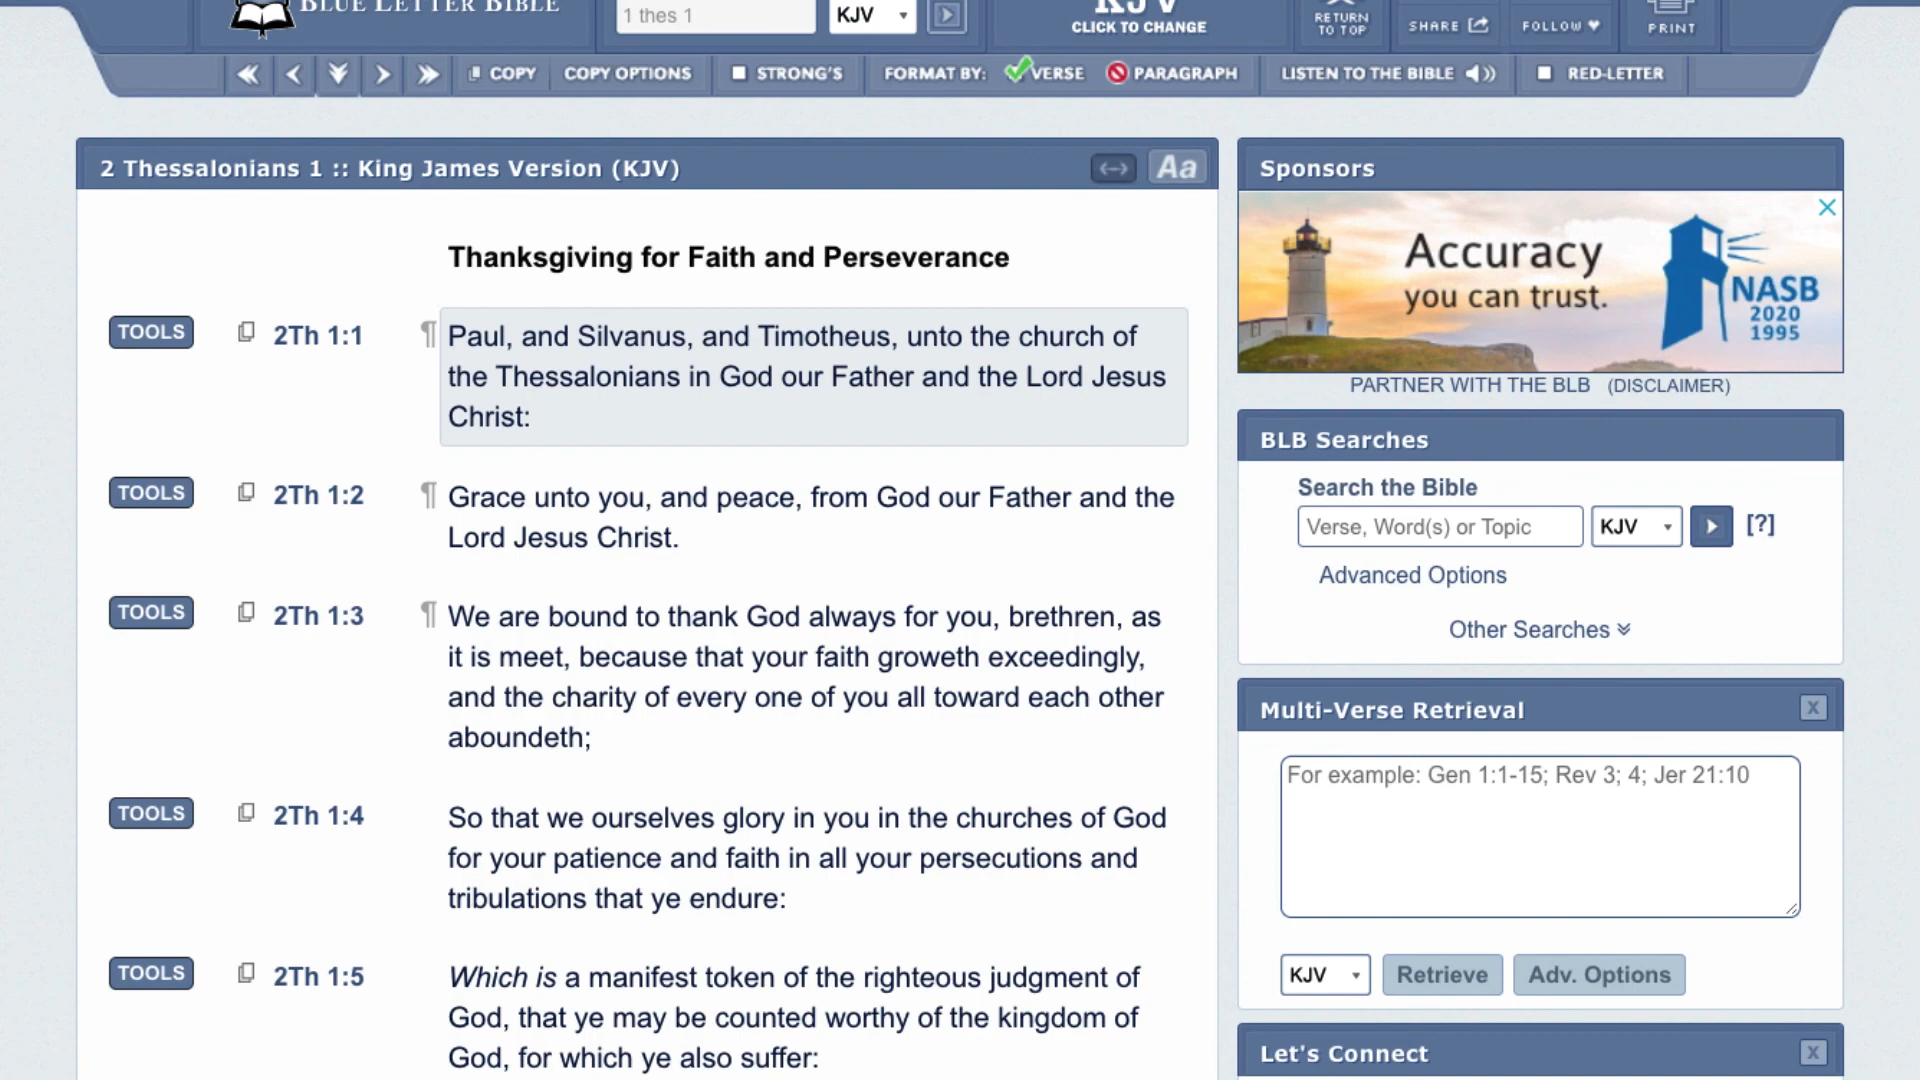 BLUE LETTER BIBLE
1 thes 1
KJV
KJV
CLICK TO CHANGE
RETURN
TO TOP
SHARE
FOLLOW
PRINT
COPY
COPY OPTIONS
STRONG'S
FORMAT BY:
VERSE
PARAGRAPH
LISTEN TO THE BIBLE
RED-LETTER
2 Thessalonians 1 :: King James Version (KJV)
Aa
Thanksgiving for Faith and Perseverance
TOOLS 2Th 1:1 ¶ Paul, and Silvanus, and Timotheus, unto the church of
the Thessalonians in God our Father and the Lord Jesus
Christ:
TOOLS 2Th 1:2 ¶ Grace unto you, and peace, from God our Father and the
Lord Jesus Christ.
TOOLS 2Th 1:3 ¶ We are bound to thank God always for you, brethren, as
it is meet, because that your faith groweth exceedingly,
and the charity of every one of you all toward each other
aboundeth;
TOOLS 2Th 1:4 So that we ourselves glory in you in the churches of God
for your patience and faith in all your persecutions and
tribulations that ye endure:
TOOLS 2Th 1:5 Which is a manifest token of the righteous judgment of
God, that ye may be counted worthy of the kingdom of
God, for which ye also suffer:
Sponsors
Accuracy
you can trust.
NASB
2020
1995
PARTNER WITH THE BLB (DISCLAIMER)
BLB Searches
Search the Bible
Verse, Word(s) or Topic KJV [?]
Advanced Options
Other Searches
Multi-Verse Retrieval X
For example: Gen 1:1-15; Rev 3; 4; Jer 21:10
KJV Retrieve Adv. Options
Let's Connect X